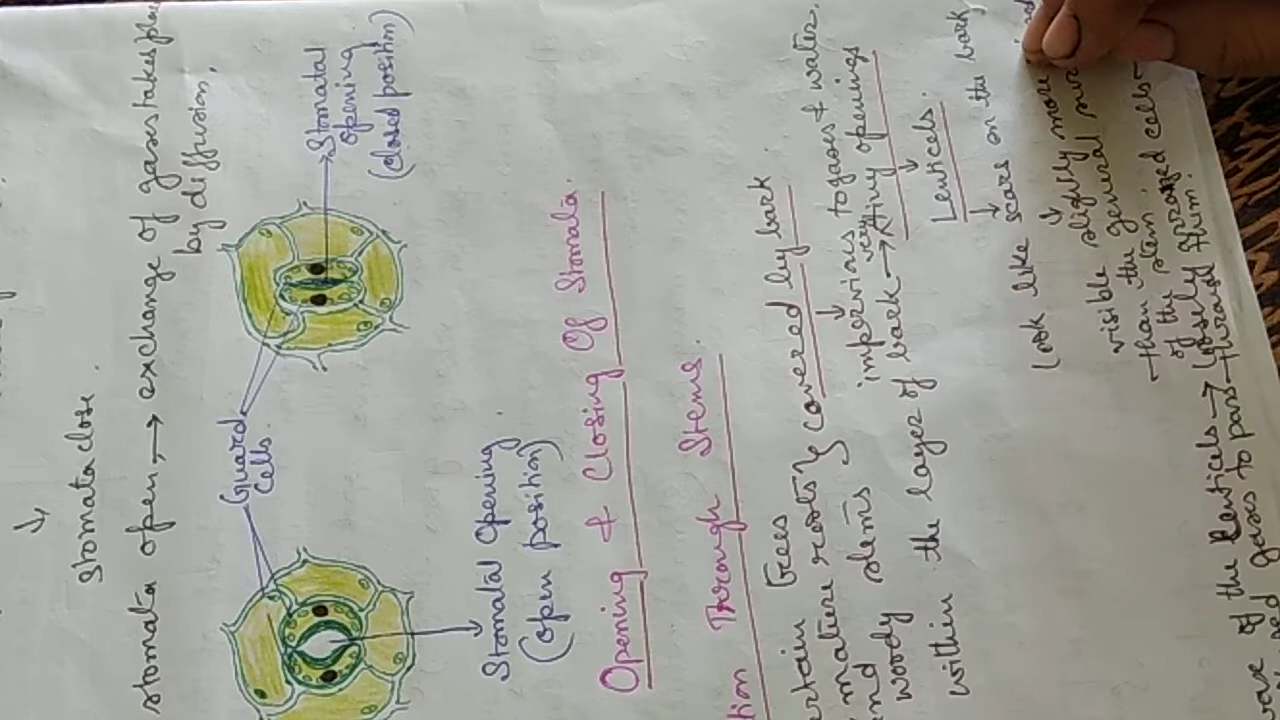 Stomata close.
stomata open → exchange of gases takes place
by diffusion.
Guard
Cells.
Stomatal
opening
(closed position)
Stomatal Opening
(Open position)
Opening & Closing Of Stomata.
Through Stems.
trees
mature roots } covered by bark
and
woody stems
impervious to gases & water.
within the layer of bark → very tiny openings
Lenticels.
look like scars on the bark
slightly more
visible
than the general
of the stem.
of the lenticels → loosely arranged cells
gases to pass through them.